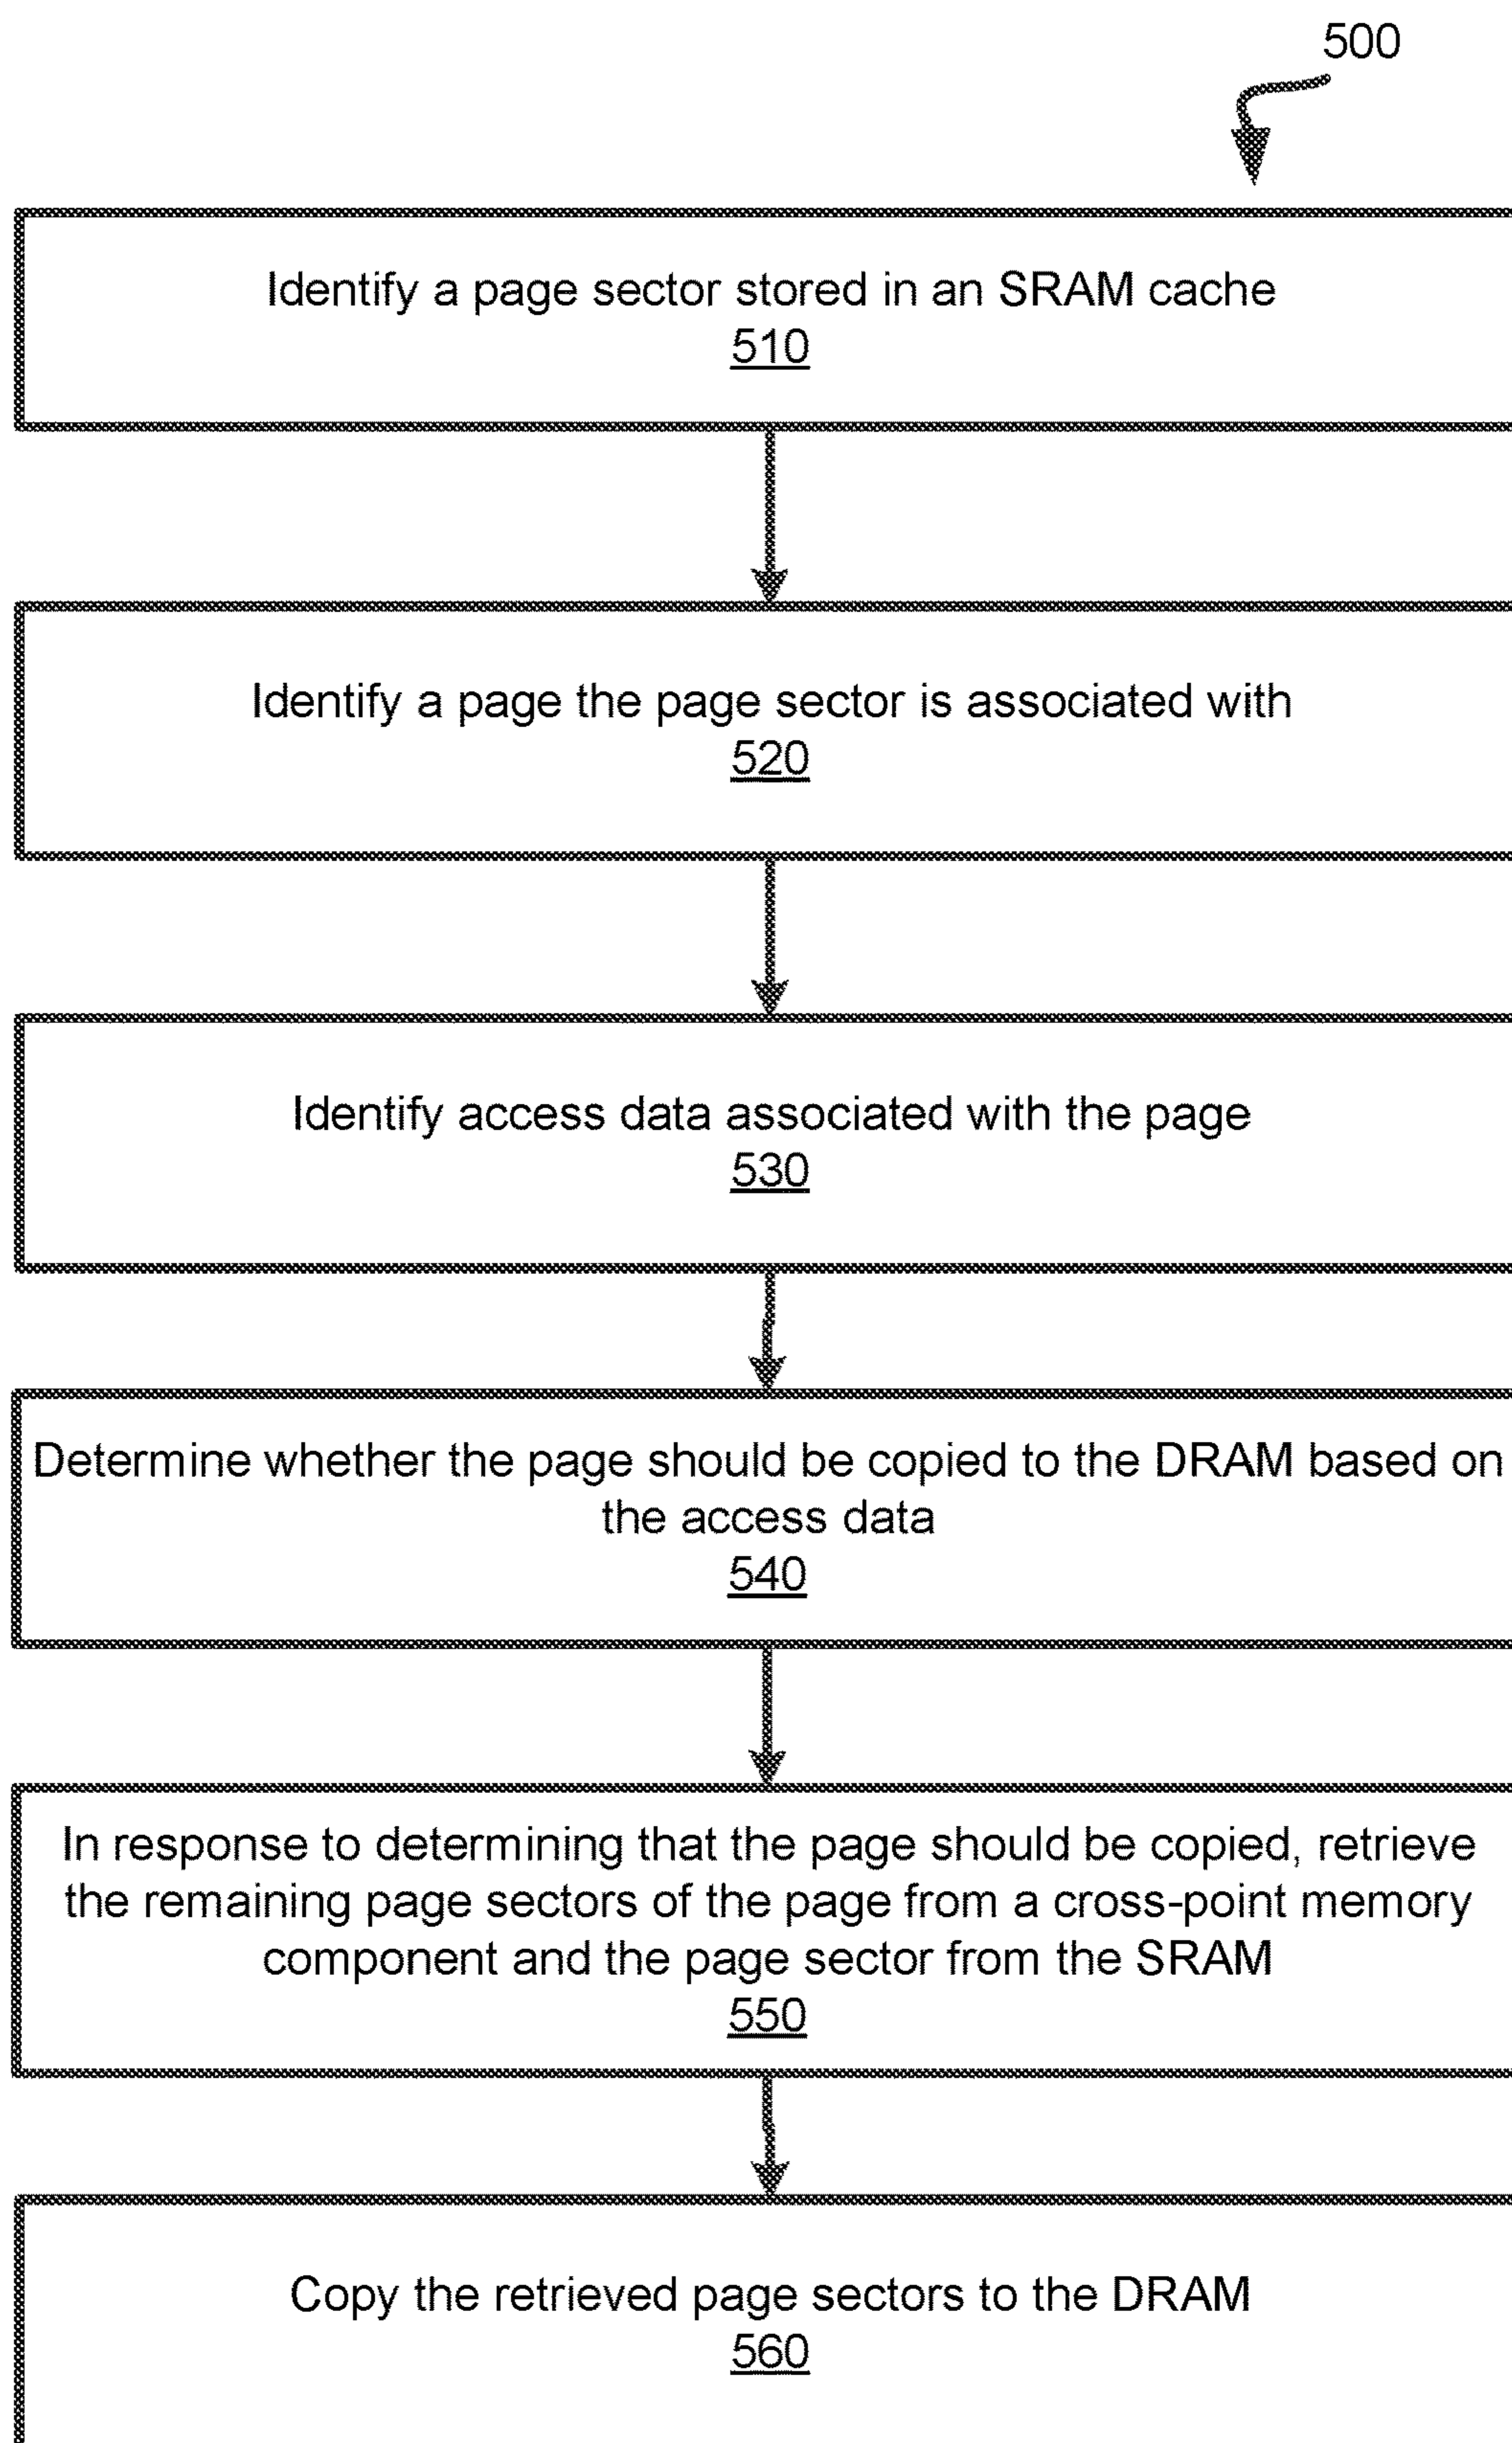 500
Identify a page sector stored in an SRAM cache
510
Identify a page the page sector is associated with
520
Identify access data associated with the page
530
Determine whether the page should be copied to the DRAM based on
the access data
540
In response to determining that the page should be copied, retrieve
the remaining page sectors of the page from a cross-point memory
component and the page sector from the SRAM
550
Copy the retrieved page sectors to the DRAM
560